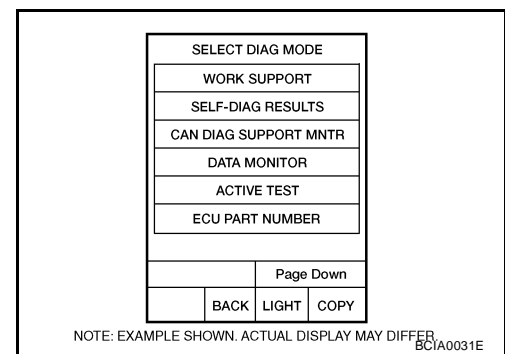 SELECT DIAG MODE
WORK SUPPORT
SELF-DIAG RESULTS
CAN DIAG SUPPORT MNTR
DATA MONITOR
ACTIVE TEST
ECU PART NUMBER
Page Down
BACK LIGHT COPY
NOTE: EXAMPLE SHOWN. ACTUAL DISPLAY MAY DIFFER.
BCIA0031E